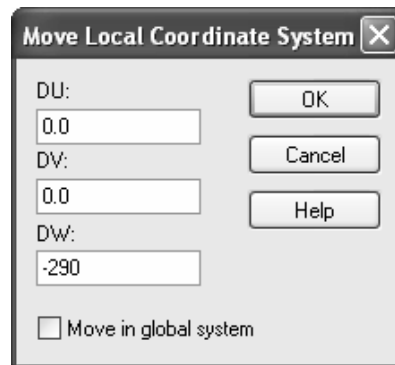 Move Local Coordinate System
DU:
0.0
DV:
0.0
DW:
-290
OK
Cancel
Help
Move in global system